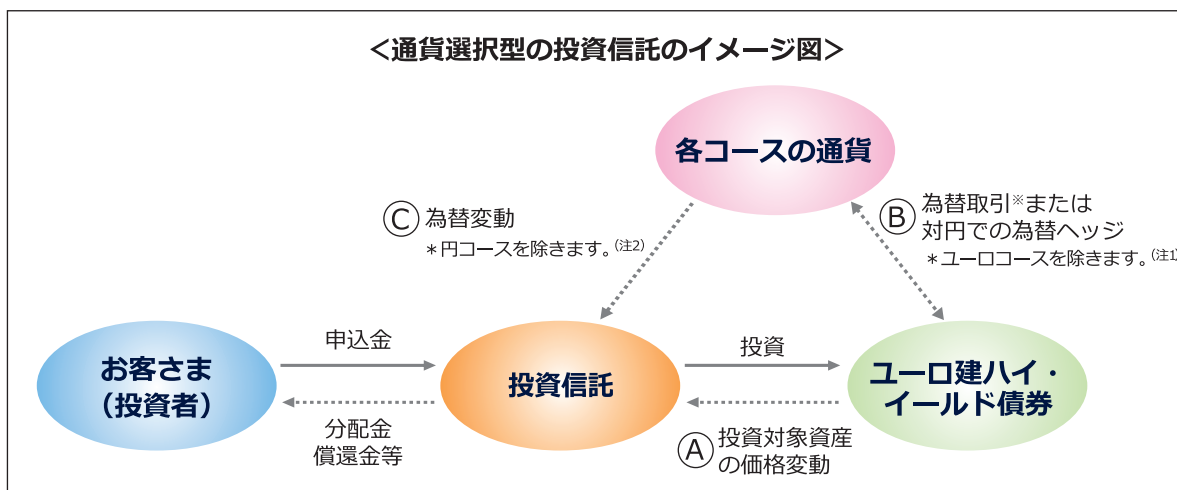 ＜通貨選択型の投資信託のイメージ図＞
各コースの通貨
Ⓒ 為替変動
＊円コースを除きます。(注2)
Ⓑ 為替取引※または
対円での為替ヘッジ
＊ユーロコースを除きます。(注1)
お客さま
（投資者）
申込金
分配金
償還金等
投資信託
投資
Ⓐ 投資対象資産
の価格変動
ユーロ建ハイ・
イールド債券